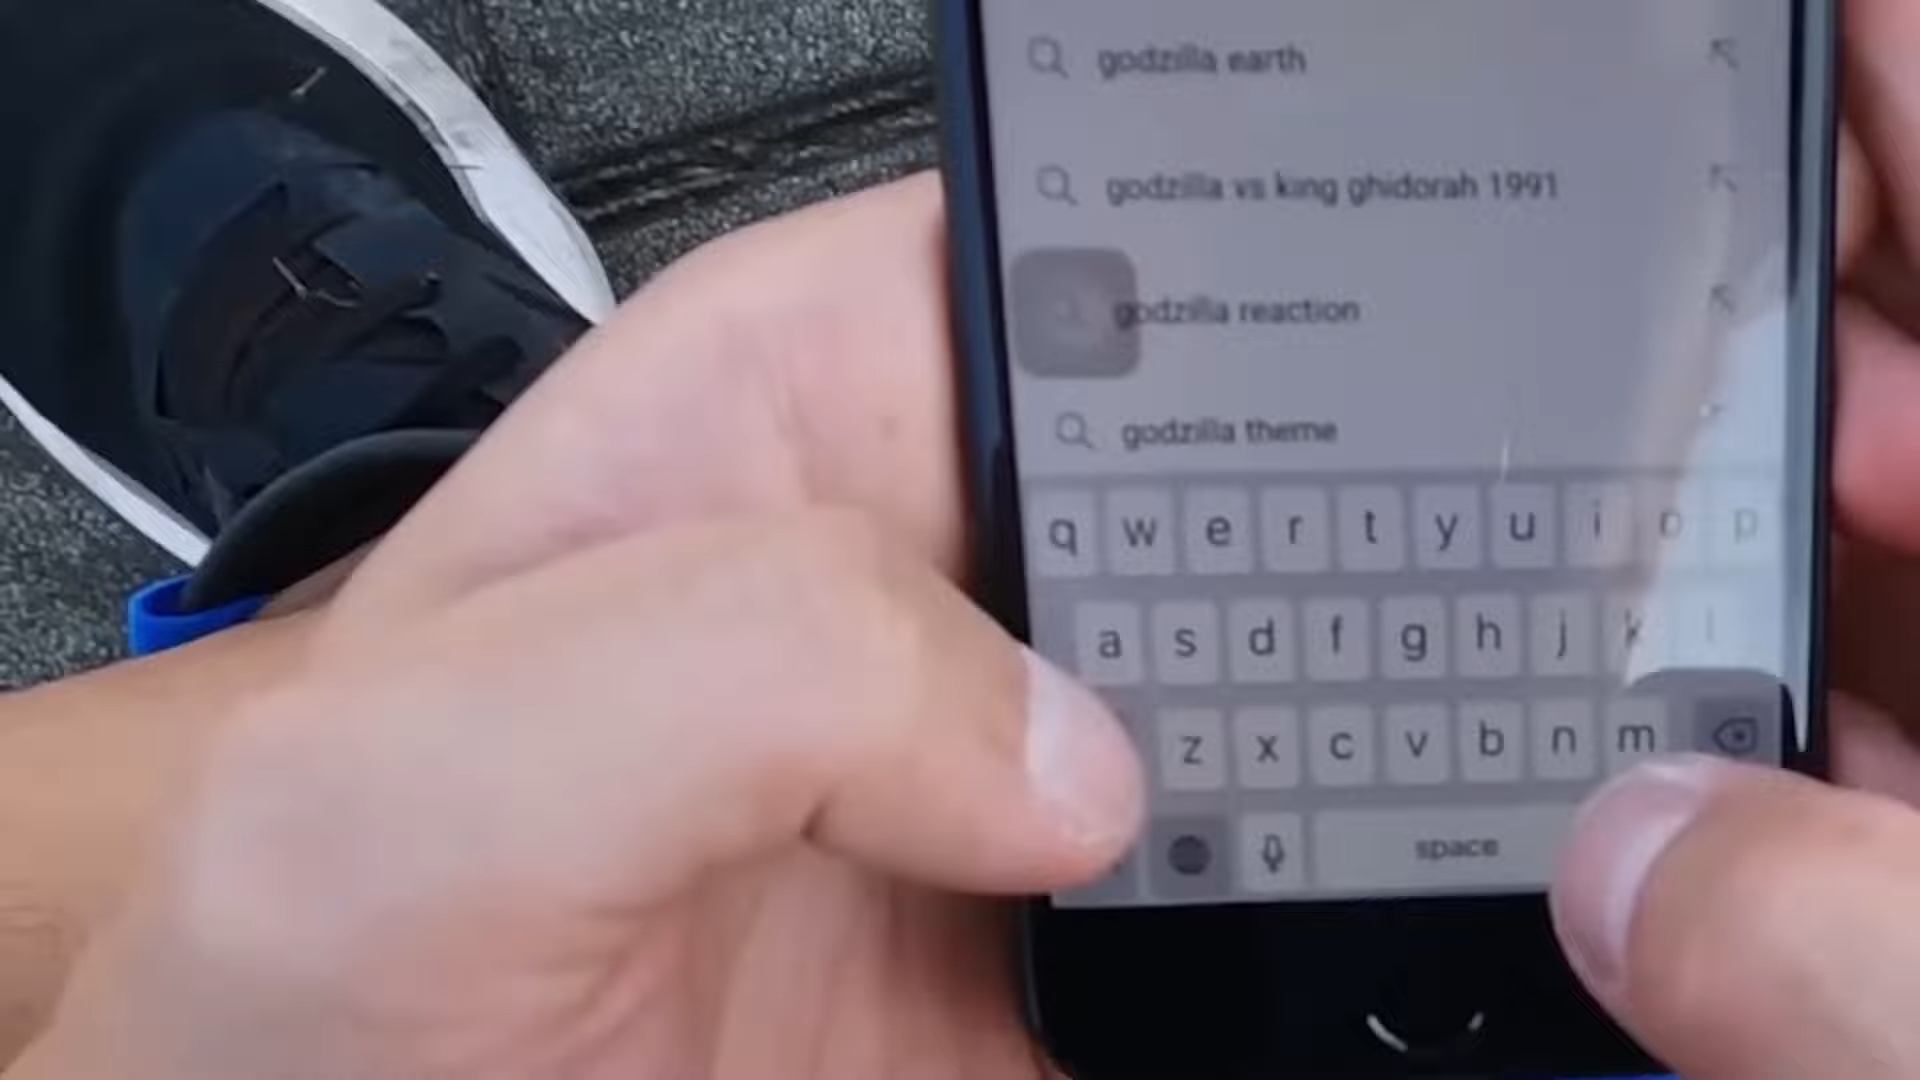 godzilla earth
godzilla vs king ghidorah 1991
godzilla reaction
godzilla theme
q w e r t y u i o p
a s d f g h j k l
z x c v b n m
space